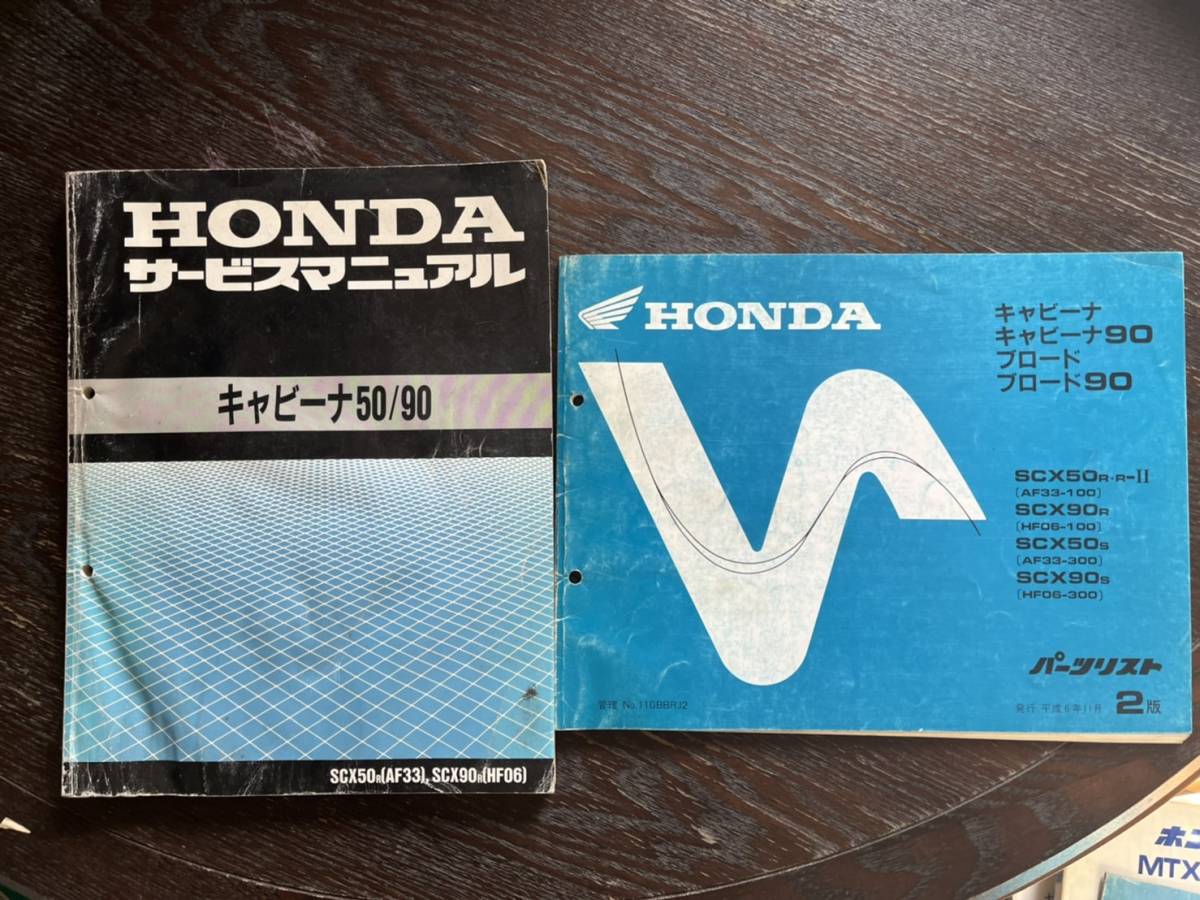 HONDA
サービスマニュアル
キャビーナ50/90
SCX50R(AF33), SCX90R(HF06)
HONDA
キャビーナ
キャビーナ90
ブロード
ブロード90
SCX50R·R-II
(AF33-100)
SCX90R
(HF06-100)
SCX50S
(AF33-300)
SCX90S
(HF06-300)
パーツリスト
管理 No.110BBRJ2
発行 平成6年11月 2版
MTX